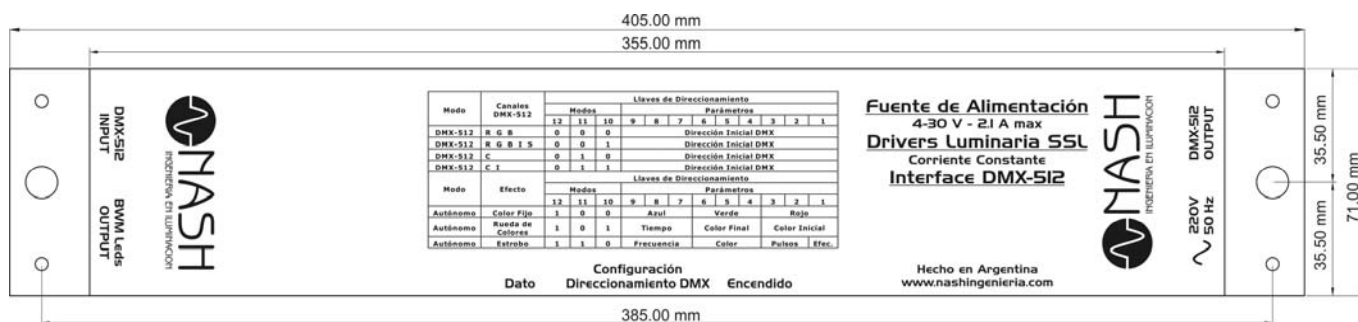 405.00 mm
355.00 mm
DMX-512
INPUT
BWM Leds
OUTPUT
NASH
INGENIERIA EN ILUMINACION
Modo Canales DMX-512 Llaves de Direccionamiento
Modos Parámetros
12 11 10 9 8 7 6 5 4 3 2 1
DMX-512 R G B 0 0 0 Dirección Inicial DMX
DMX-512 R G B I S 0 0 1 Dirección Inicial DMX
DMX-512 C 0 1 0 Dirección Inicial DMX
DMX-512 C I 0 1 1 Dirección Inicial DMX
Modo Efecto Llaves de Direccionamiento
Modos Parámetros
12 11 10 9 8 7 6 5 4 3 2 1
Autónomo Color Fijo 1 0 0 Azul Verde Rojo
Autónomo Rueda de Colores 1 0 1 Tiempo Color Final Color Inicial
Autónomo Estrobo 1 1 0 Frecuencia Color Pulsos Efec.
Configuración
Dato Direccionamiento DMX Encendido
Fuente de Alimentación
4-30 V - 2.1 A max
Drivers Luminaria SSL
Corriente Constante
Interface DMX-512
Hecho en Argentina
www.nashingenieria.com
NASH
INGENIERIA EN ILUMINACION
DMX-512
OUTPUT
220V
50 Hz
35.50 mm
35.50 mm
71.00 mm
385.00 mm